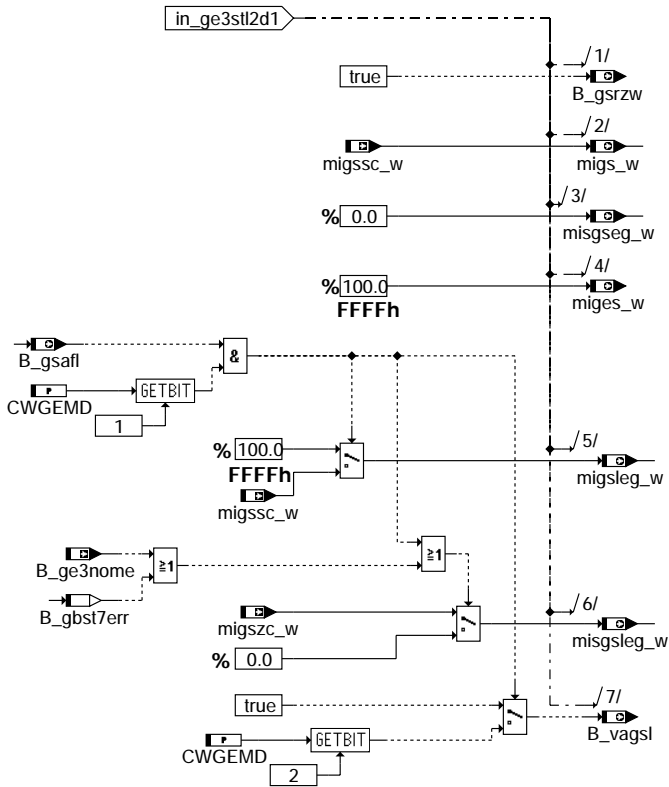 in_ge3stl2d1
/1/
true
B_gsrzw
/2/
migssc_w
migs_w
/3/
% 0.0
misgseg_w
/4/
% 100.0
FFFFh
miges_w
B_gsafl
&
P
GETBIT
CWGEMD
1
/5/
% 100.0
FFFFh
migssc_w
migsleg_w
B_ge3nome
≥1
≥1
B_gbst7err
/6/
migszc_w
misgsleg_w
% 0.0
/7/
true
B_vagsl
P
GETBIT
CWGEMD
2